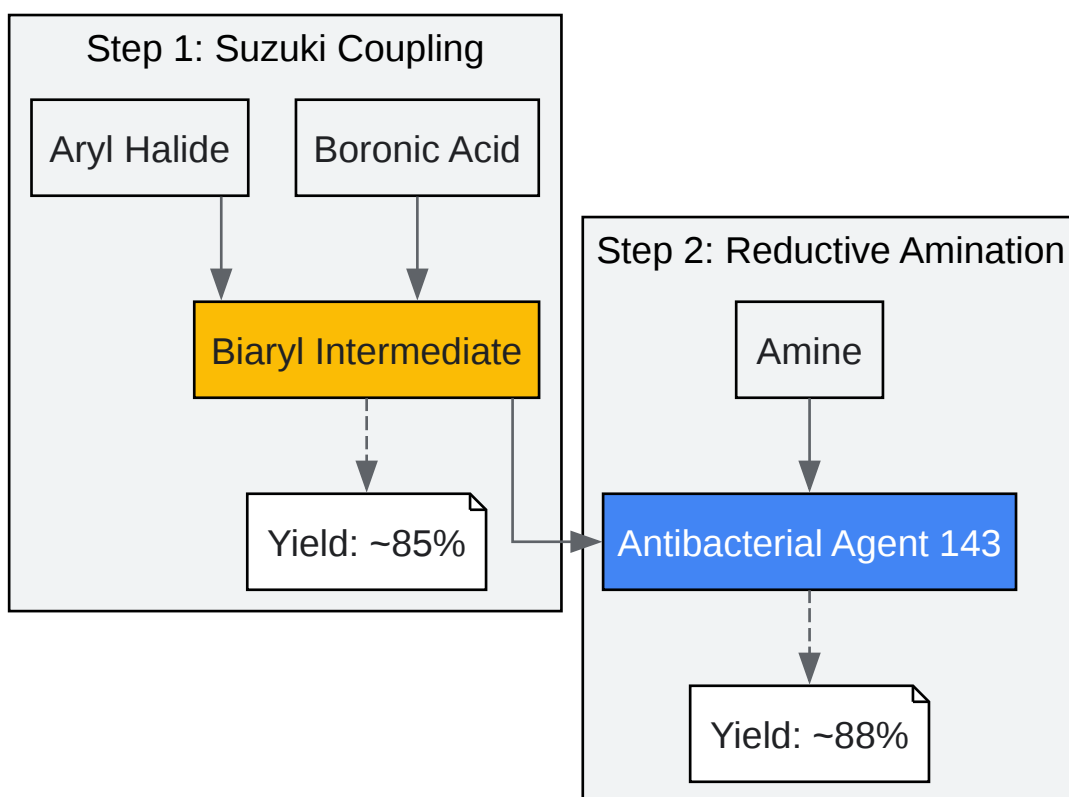 Step 1: Suzuki Coupling
Aryl Halide
Boronic Acid
Biaryl Intermediate
Yield: ~85%
Step 2: Reductive Amination
Amine
Antibacterial Agent 143
Yield: ~88%